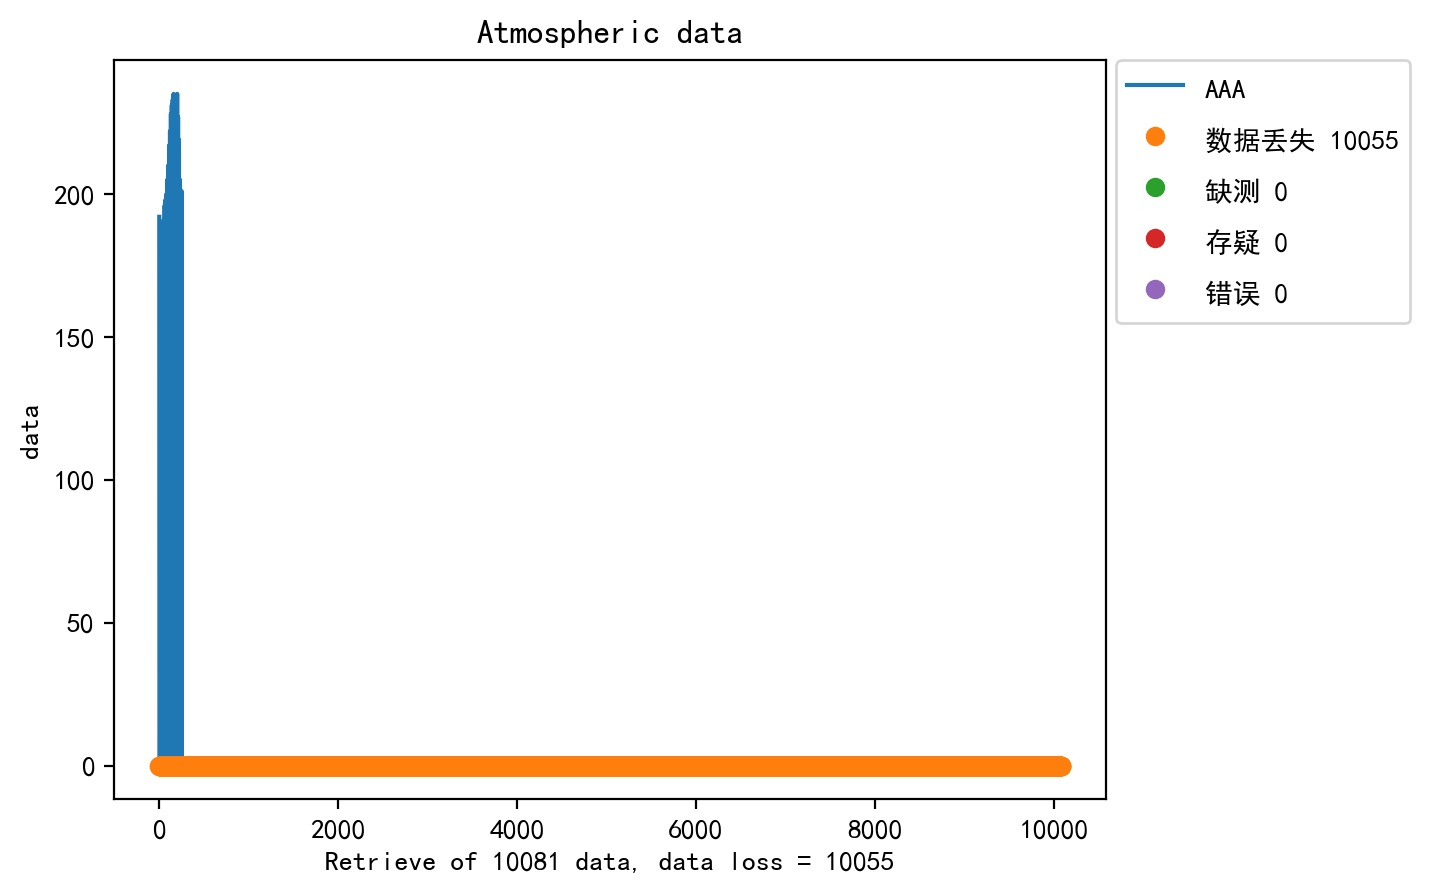 Atmospheric data
AAA
数据丢失 10055
缺测 0
存疑 0
错误 0
data
200
150
100
50
0
0 2000 4000 6000 8000 10000
Retrieve of 10081 data, data loss = 10055